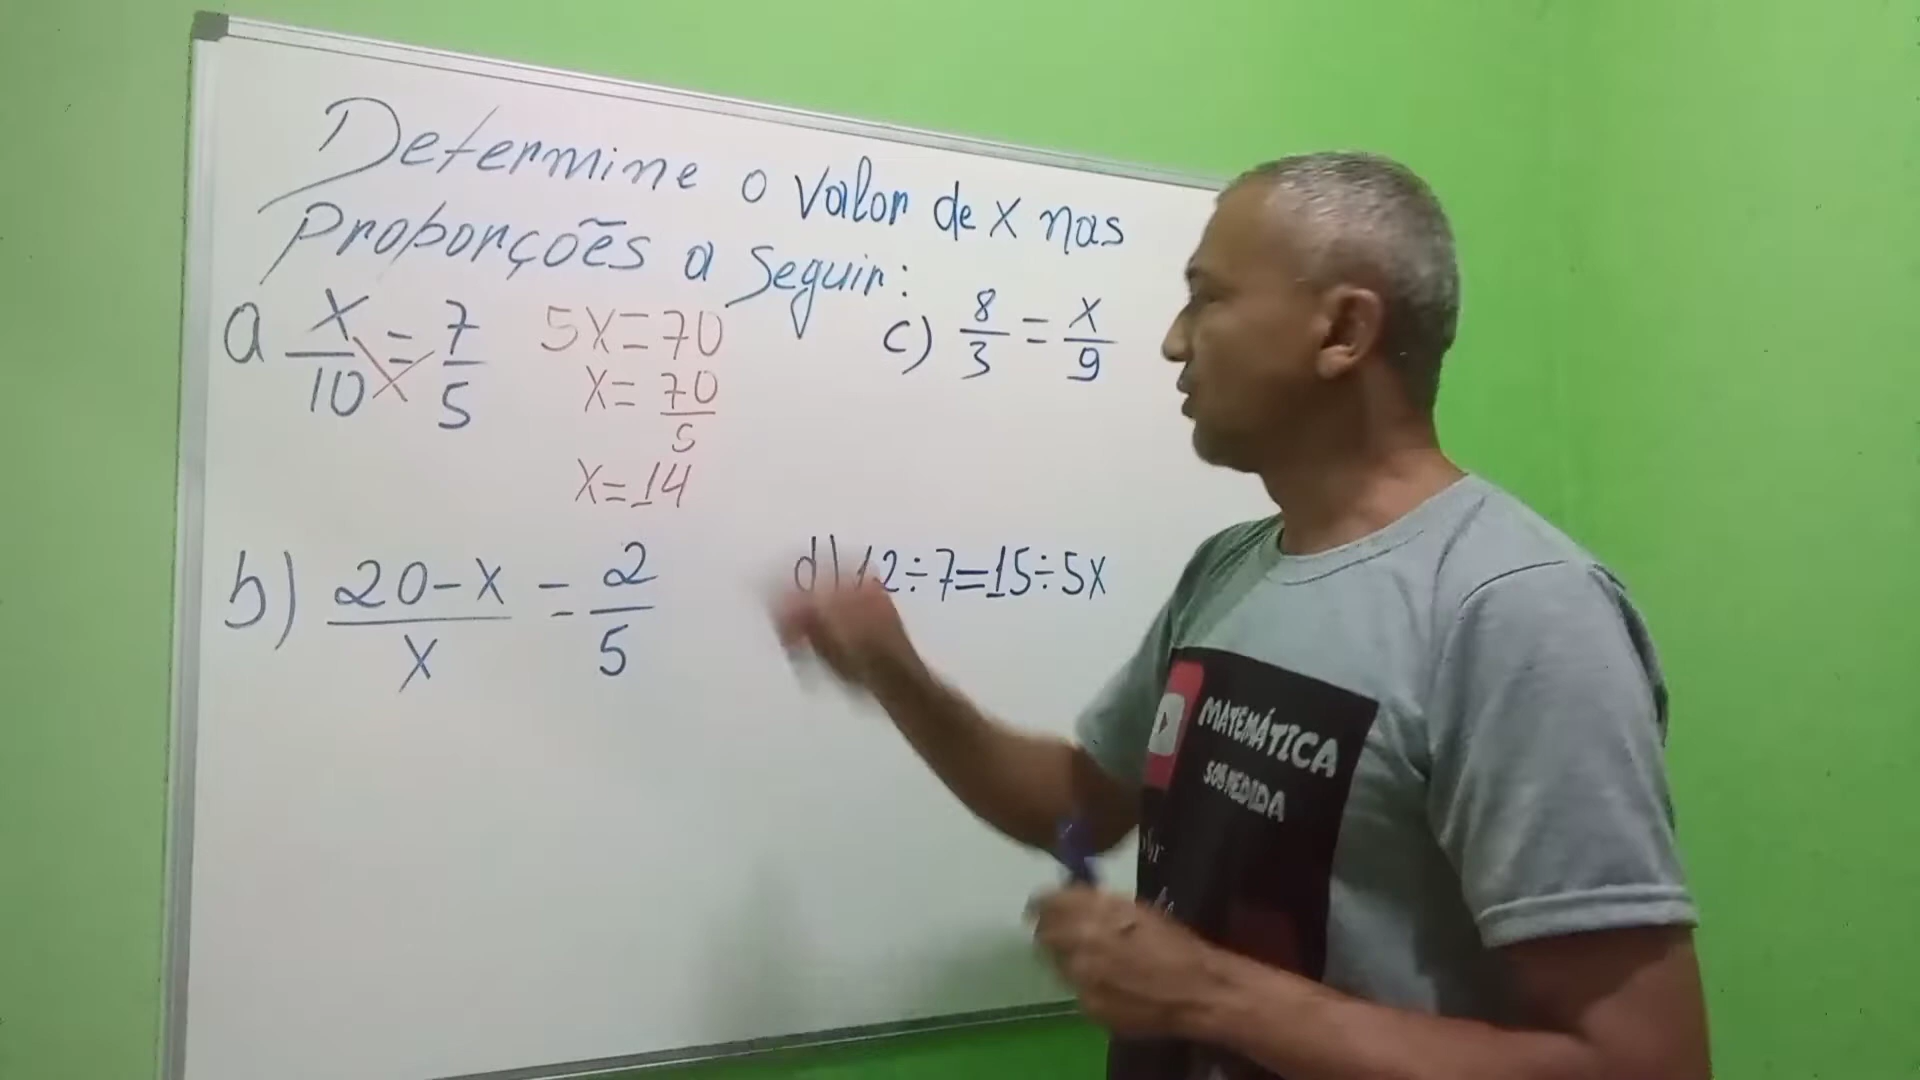 Determine o valor de x nas
Proporções a seguir:
a x/10 = 7/5
5x=70
x= 70/5
x=14
b) 20-x/x = 2/5
c) 8/3 = x/9
d) 12÷7=15÷5x
MATEMÁTICA
SOB MEDIDA